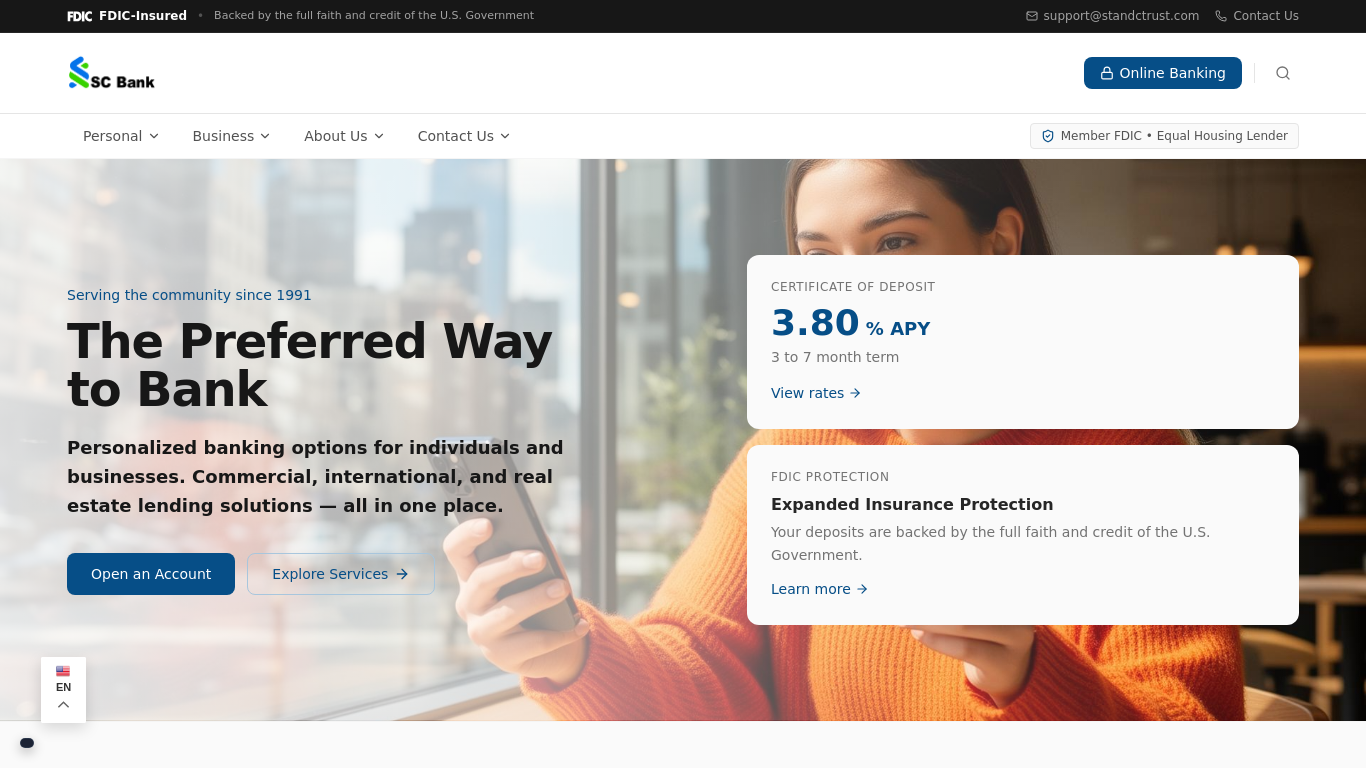 FDIC FDIC-Insured • Backed by the full faith and credit of the U.S. Government
support@standctrust.com Contact Us
SC Bank
Online Banking
Personal Business About Us Contact Us
Member FDIC • Equal Housing Lender
Serving the community since 1991
The Preferred Way
to Bank
Personalized banking options for individuals and
businesses. Commercial, international, and real
estate lending solutions — all in one place.
Open an Account
Explore Services
CERTIFICATE OF DEPOSIT
3.80 % APY
3 to 7 month term
View rates
FDIC PROTECTION
Expanded Insurance Protection
Your deposits are backed by the full faith and credit of the U.S.
Government.
Learn more
EN